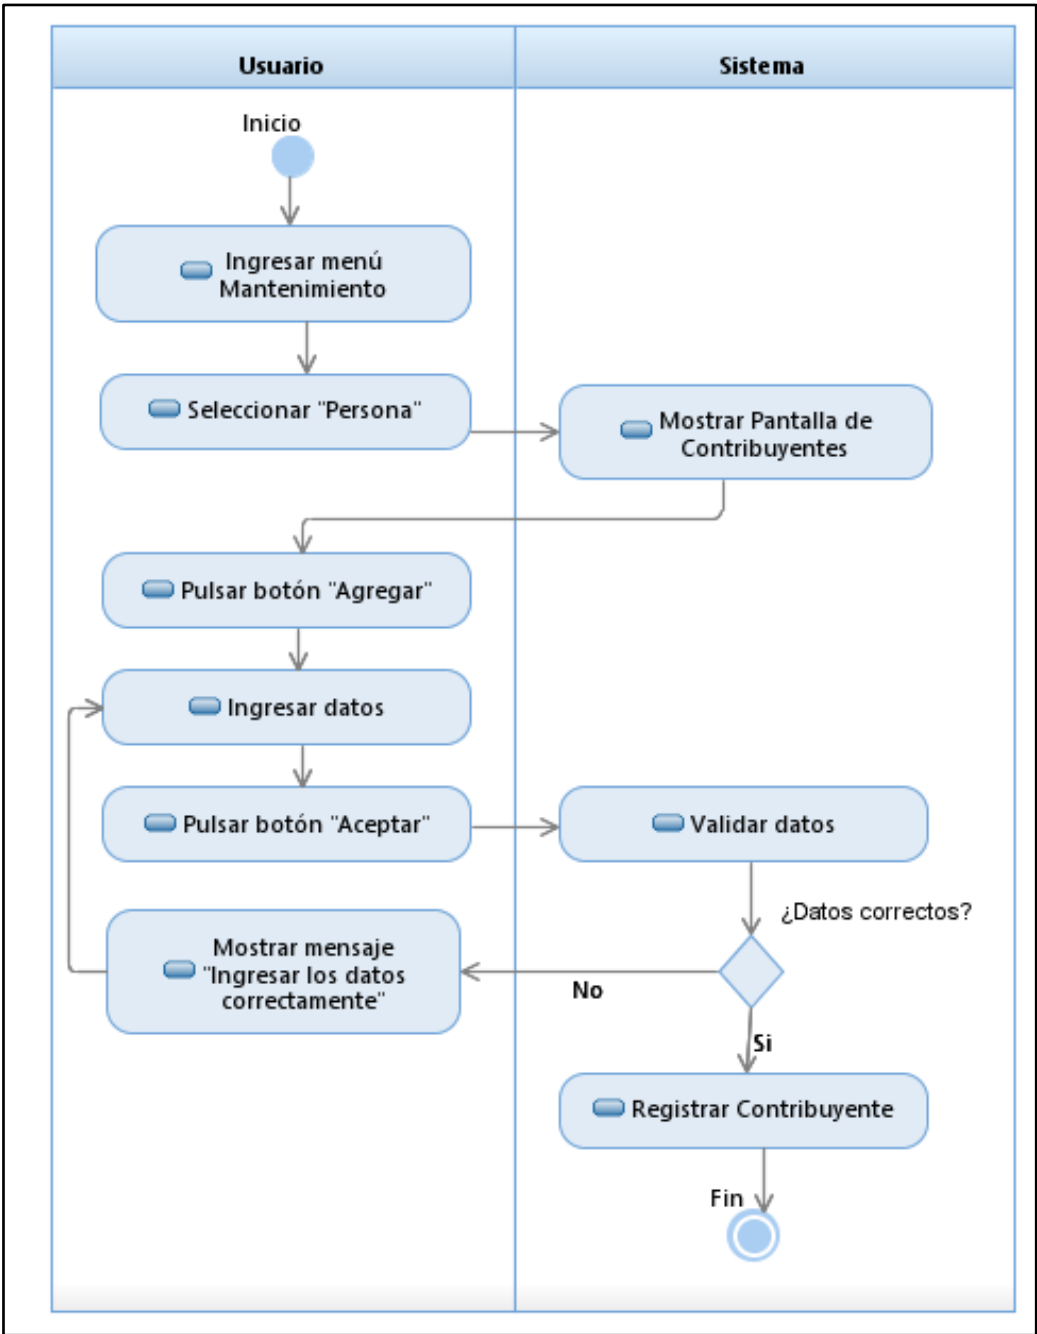 Usuario
Sistema
Inicio
Ingresar menú
Mantenimiento
Seleccionar "Persona"
Mostrar Pantalla de
Contribuyentes
Pulsar botón "Agregar"
Ingresar datos
Pulsar botón "Aceptar"
Validar datos
¿Datos correctos?
Mostrar mensaje
"Ingresar los datos
correctamente"
No
Si
Registrar Contribuyente
Fin